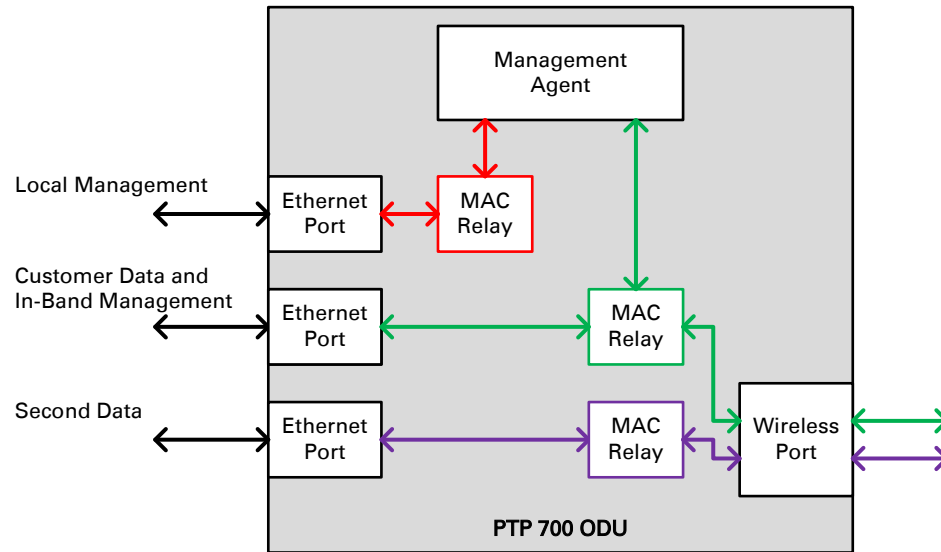 Management
Agent
Local Management
Ethernet
Port
MAC
Relay
Customer Data and
In-Band Management
Ethernet
Port
MAC
Relay
Second Data
Ethernet
Port
MAC
Relay
Wireless
Port
PTP 700 ODU